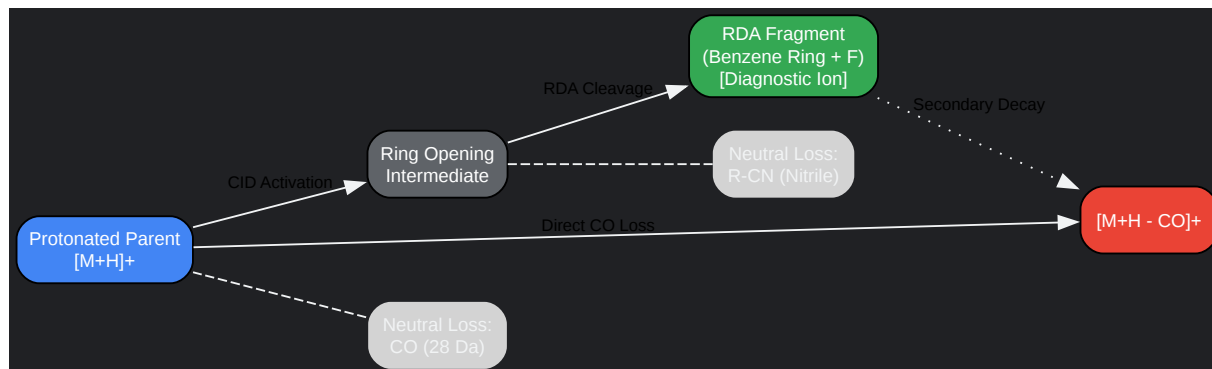 RDA Fragment
(Benzene Ring + F)
[Diagnostic Ion]
RDA Cleavage
Secondary Decay
Ring Opening
Intermediate
Neutral Loss:
R-CN (Nitrile)
CID Activation
Protonated Parent
[M+H]+
Direct CO Loss
[M+H - CO]+
Neutral Loss:
CO (28 Da)